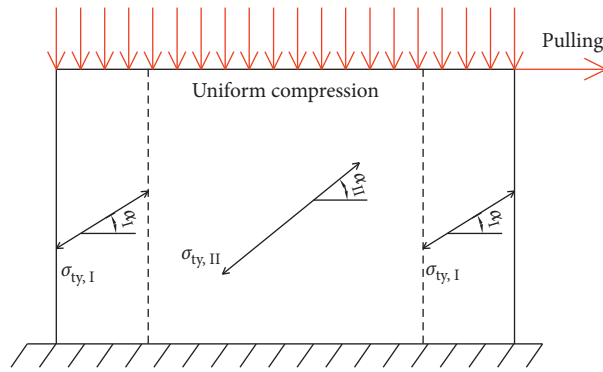 Pulling
Uniform compression
α_I
α_II
α_I
σ_ty, I
σ_ty, II
σ_ty, I